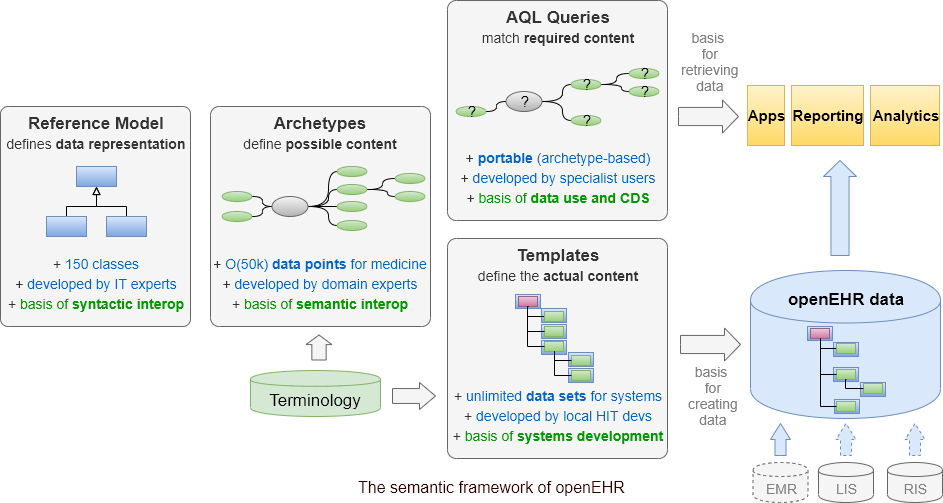 Reference Model
defines data representation
+ 150 classes
+ developed by IT experts
+ basis of syntactic interop
Archetypes
define possible content
+ O(50k) data points for medicine
+ developed by domain experts
+ basis of semantic interop
Terminology
AQL Queries
match required content
?
?
?
?
?
?
+ portable (archetype-based)
+ developed by specialist users
+ basis of data use and CDS
Templates
define the actual content
+ unlimited data sets for systems
+ developed by local HIT devs
+ basis of systems development
basis
for
retrieving
data
basis
for
creating
data
Apps
Reporting
Analytics
openEHR data
EMR
LIS
RIS
The semantic framework of openEHR